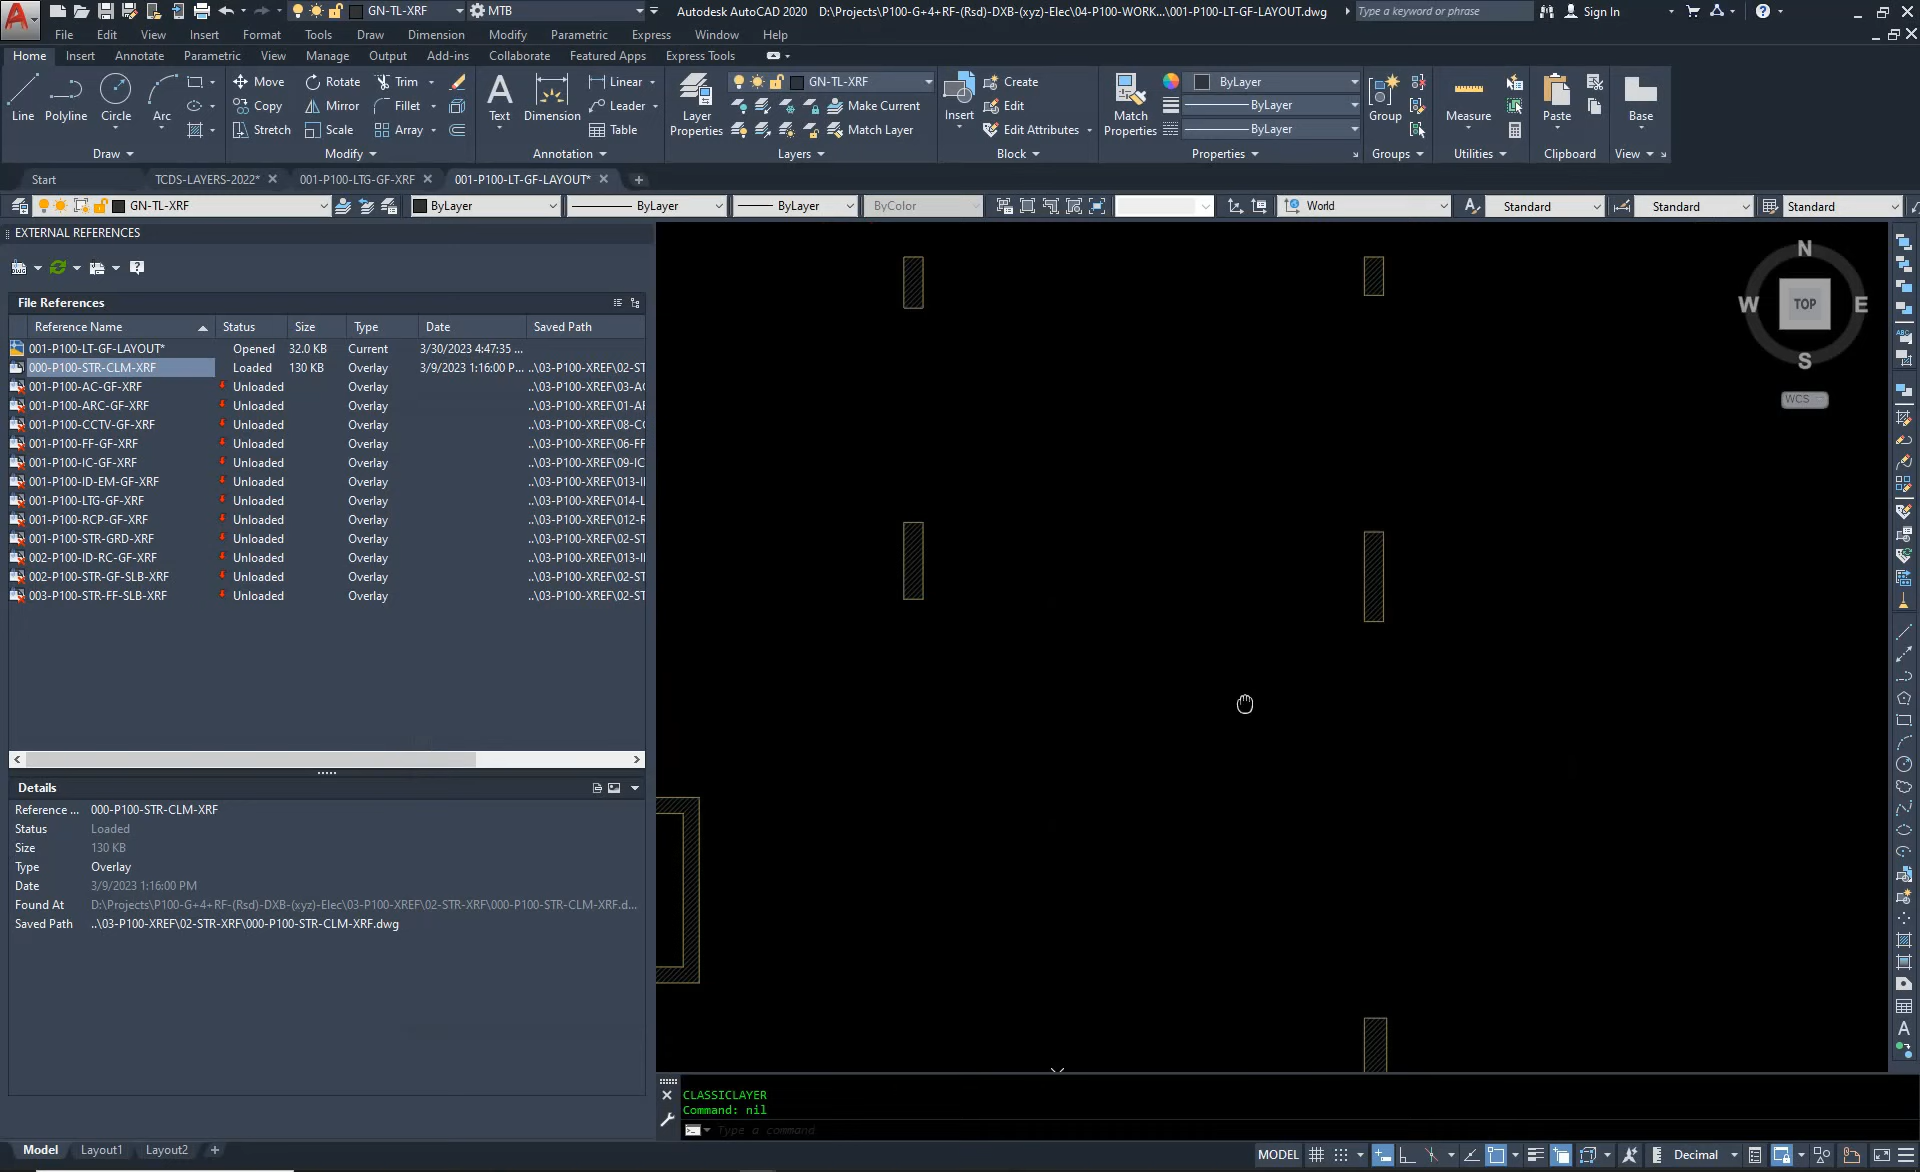 GN-TL-XRF MTB Autodesk AutoCAD 2020 D:\Projects\P100-G+4+RF-(Rsd)-DXB-(xyz)-Elec\04-P100-WORK...\001-P100-LT-GF-LAYOUT.dwg Type a keyword or phrase Sign In
File Edit View Insert Format Tools Draw Dimension Modify Parametric Express Window Help
Home Insert Annotate Parametric View Manage Output Add-ins Collaborate Featured Apps Express Tools
Move Rotate Trim Linear GN-TL-XRF Create ByLayer
Line Polyline Circle Arc Copy Mirror Fillet Text Dimension Leader Layer Properties Make Current Insert Edit Match Properties ByLayer Group Measure Paste Base
Stretch Scale Array Table Match Layer Edit Attributes ByLayer
Draw Modify Annotation Layers Block Properties Groups Utilities Clipboard View
Start TCDS-LAYERS-2022* 001-P100-LTG-GF-XRF 001-P100-LT-GF-LAYOUT*
GN-TL-XRF ByLayer ByLayer ByLayer ByColor World Standard Standard Standard
EXTERNAL REFERENCES
File References
Reference Name Status Size Type Date Saved Path
001-P100-LT-GF-LAYOUT* Opened 32.0 KB Current 3/30/2023 4:47:35 ...
000-P100-STR-CLM-XRF Loaded 130 KB Overlay 3/9/2023 1:16:00 P... ..\03-P100-XREF\02-ST
001-P100-AC-GF-XRF Unloaded Overlay ..\03-P100-XREF\03-AC
001-P100-ARC-GF-XRF Unloaded Overlay ..\03-P100-XREF\01-AF
001-P100-CCTV-GF-XRF Unloaded Overlay ..\03-P100-XREF\08-CC
001-P100-FF-GF-XRF Unloaded Overlay ..\03-P100-XREF\06-FF
001-P100-IC-GF-XRF Unloaded Overlay ..\03-P100-XREF\09-IC
001-P100-ID-EM-GF-XRF Unloaded Overlay ..\03-P100-XREF\013-II
001-P100-LTG-GF-XRF Unloaded Overlay ..\03-P100-XREF\014-L
001-P100-RCP-GF-XRF Unloaded Overlay ..\03-P100-XREF\012-R
001-P100-STR-GRD-XRF Unloaded Overlay ..\03-P100-XREF\02-ST
002-P100-ID-RC-GF-XRF Unloaded Overlay ..\03-P100-XREF\013-II
002-P100-STR-GF-SLB-XRF Unloaded Overlay ..\03-P100-XREF\02-ST
003-P100-STR-FF-SLB-XRF Unloaded Overlay ..\03-P100-XREF\02-ST
Details
Reference ... 000-P100-STR-CLM-XRF
Status Loaded
Size 130 KB
Type Overlay
Date 3/9/2023 1:16:00 PM
Found At D:\Projects\P100-G+4+RF-(Rsd)-DXB-(xyz)-Elec\03-P100-XREF\02-STR-XRF\000-P100-STR-CLM-XRF.d...
Saved Path ..\03-P100-XREF\02-STR-XRF\000-P100-STR-CLM-XRF.dwg
N
W TOP E
S
WCS
CLASSICLAYER
Command: nil
Type a command
Model Layout1 Layout2 MODEL Decimal